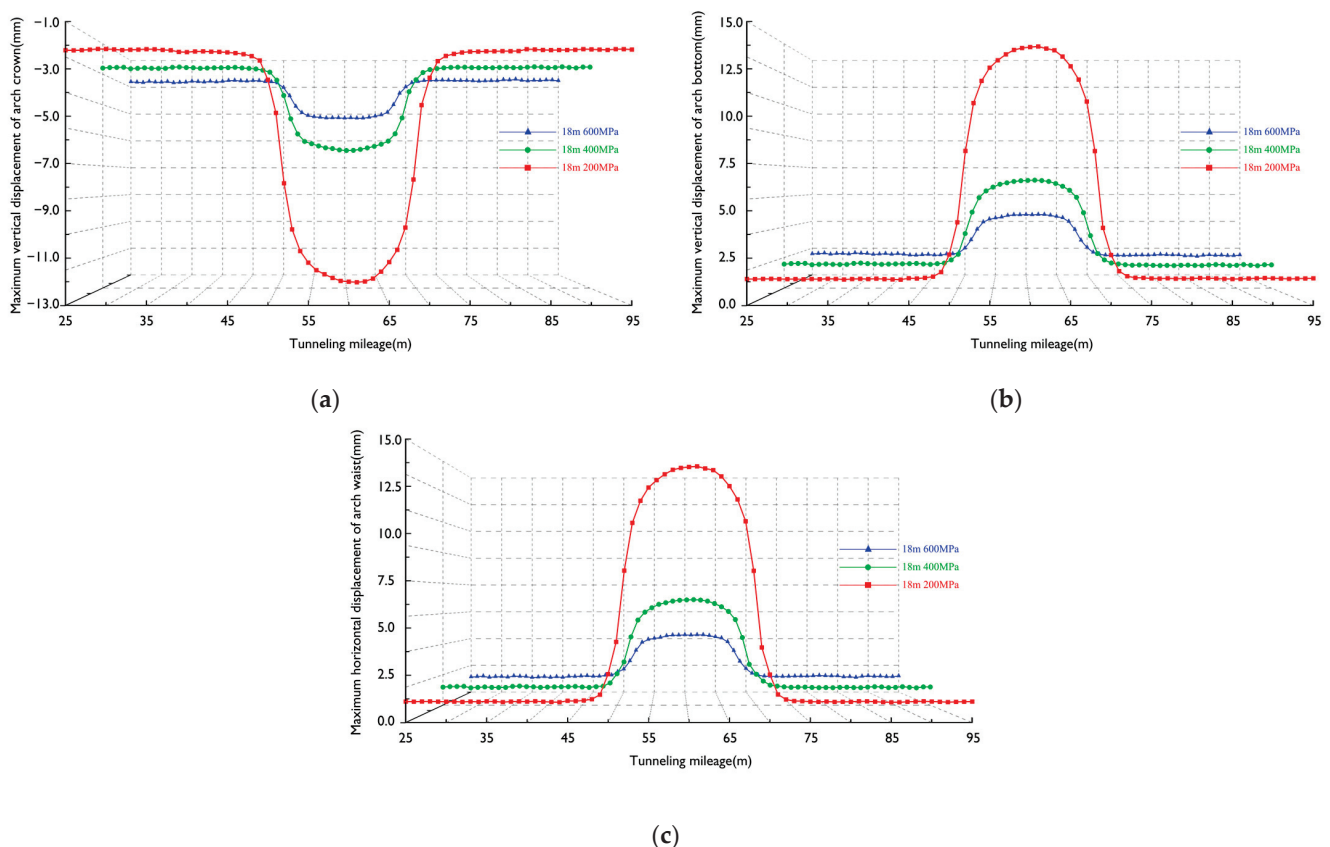 Maximum vertical displacement of arch crown(mm)
-1.0
-3.0
-5.0
-7.0
-9.0
-11.0
-13.0
25 35 45 55 65 75 85 95
Tunneling mileage(m)
18m 600MPa
18m 400MPa
18m 200MPa
(a)
Maximum vertical displacement of arch bottom(mm)
15.0
12.5
10.0
7.5
5.0
2.5
0.0
25 35 45 55 65 75 85 95
Tunneling mileage(m)
18m 600MPa
18m 400MPa
18m 200MPa
(b)
Maximum horizontal displacement of arch waist(mm)
15.0
12.5
10.0
7.5
5.0
2.5
0.0
25 35 45 55 65 75 85 95
Tunneling mileage(m)
18m 600MPa
18m 400MPa
18m 200MPa
(c)